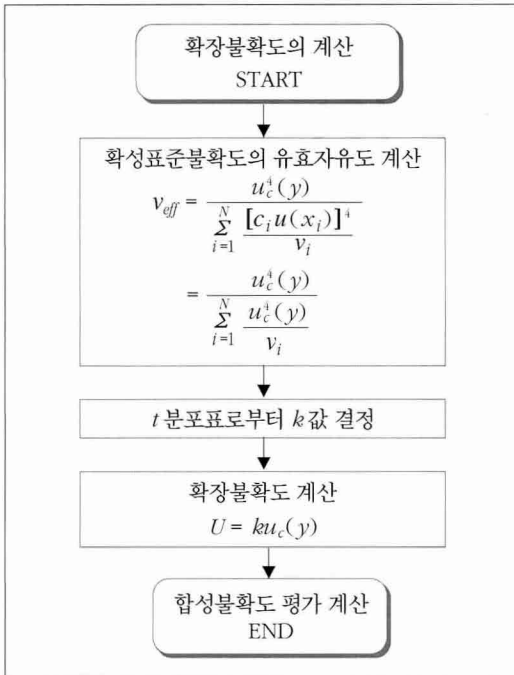 확장불확도의 계산
START
확성표준불확도의 유효자유도 계산
v_eff = u_c^4(y) / Σ_{i=1}^{N} [c_i u(x_i)]^4 / v_i
= u_c^4(y) / Σ_{i=1}^{N} u_c^4(y) / v_i
t 분포표로부터 k값 결정
확장불확도 계산
U = ku_c(y)
합성불확도 평가 계산
END